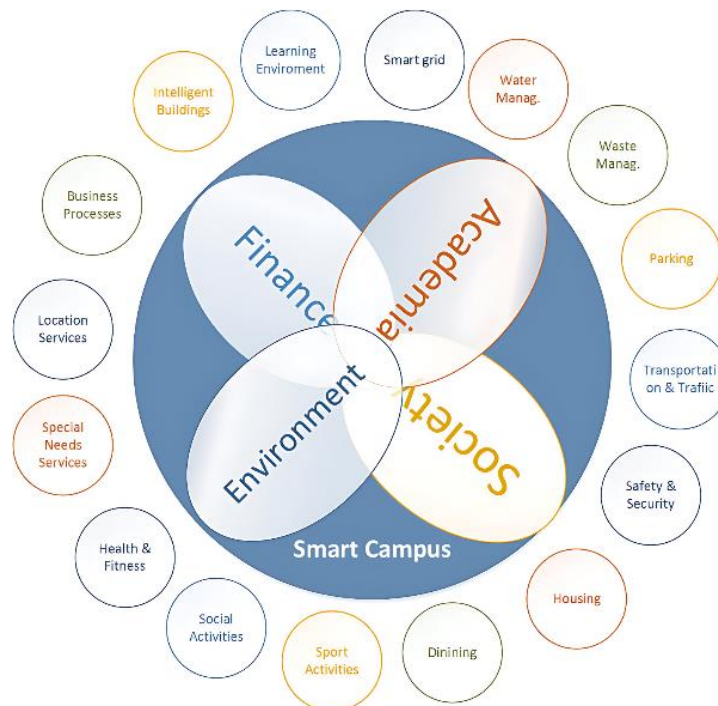 Learning
Enviroment
Smart grid
Water
Manag.
Waste
Manag.
Parking
Transportati
on & Trafiic
Safety &
Security
Housing
Dinining
Sport
Activities
Social
Activities
Health &
Fitness
Special
Needs
Services
Location
Services
Business
Processes
Intelligent
Buildings
Finance
Academia
Environment
Society
Smart Campus